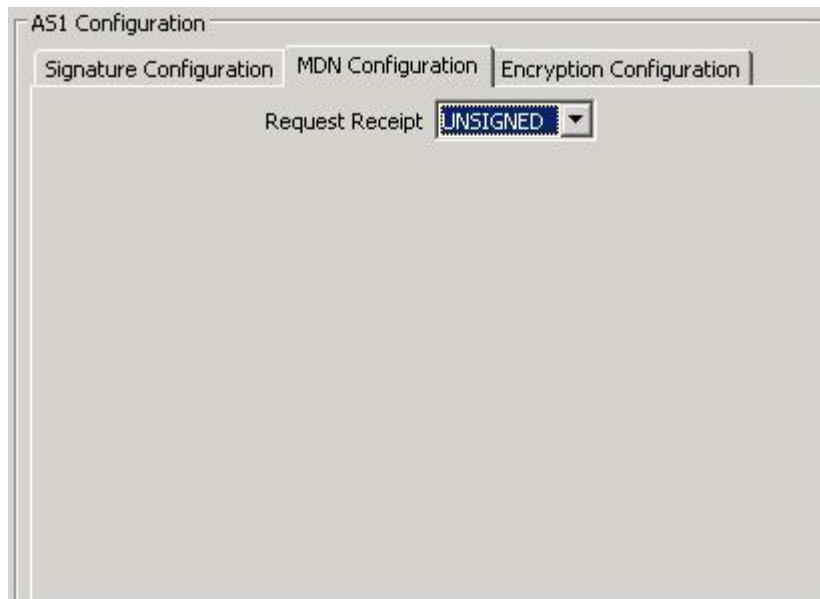 AS1 Configuration
Signature Configuration MDN Configuration Encryption Configuration
Request Receipt UNSIGNED